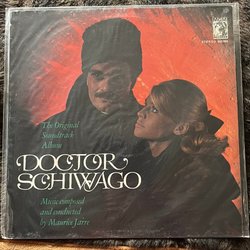 The Original
Soundtrack
Album
DOCTOR
SCHIWAGO
Music composed
and conducted
by Maurice Jarre